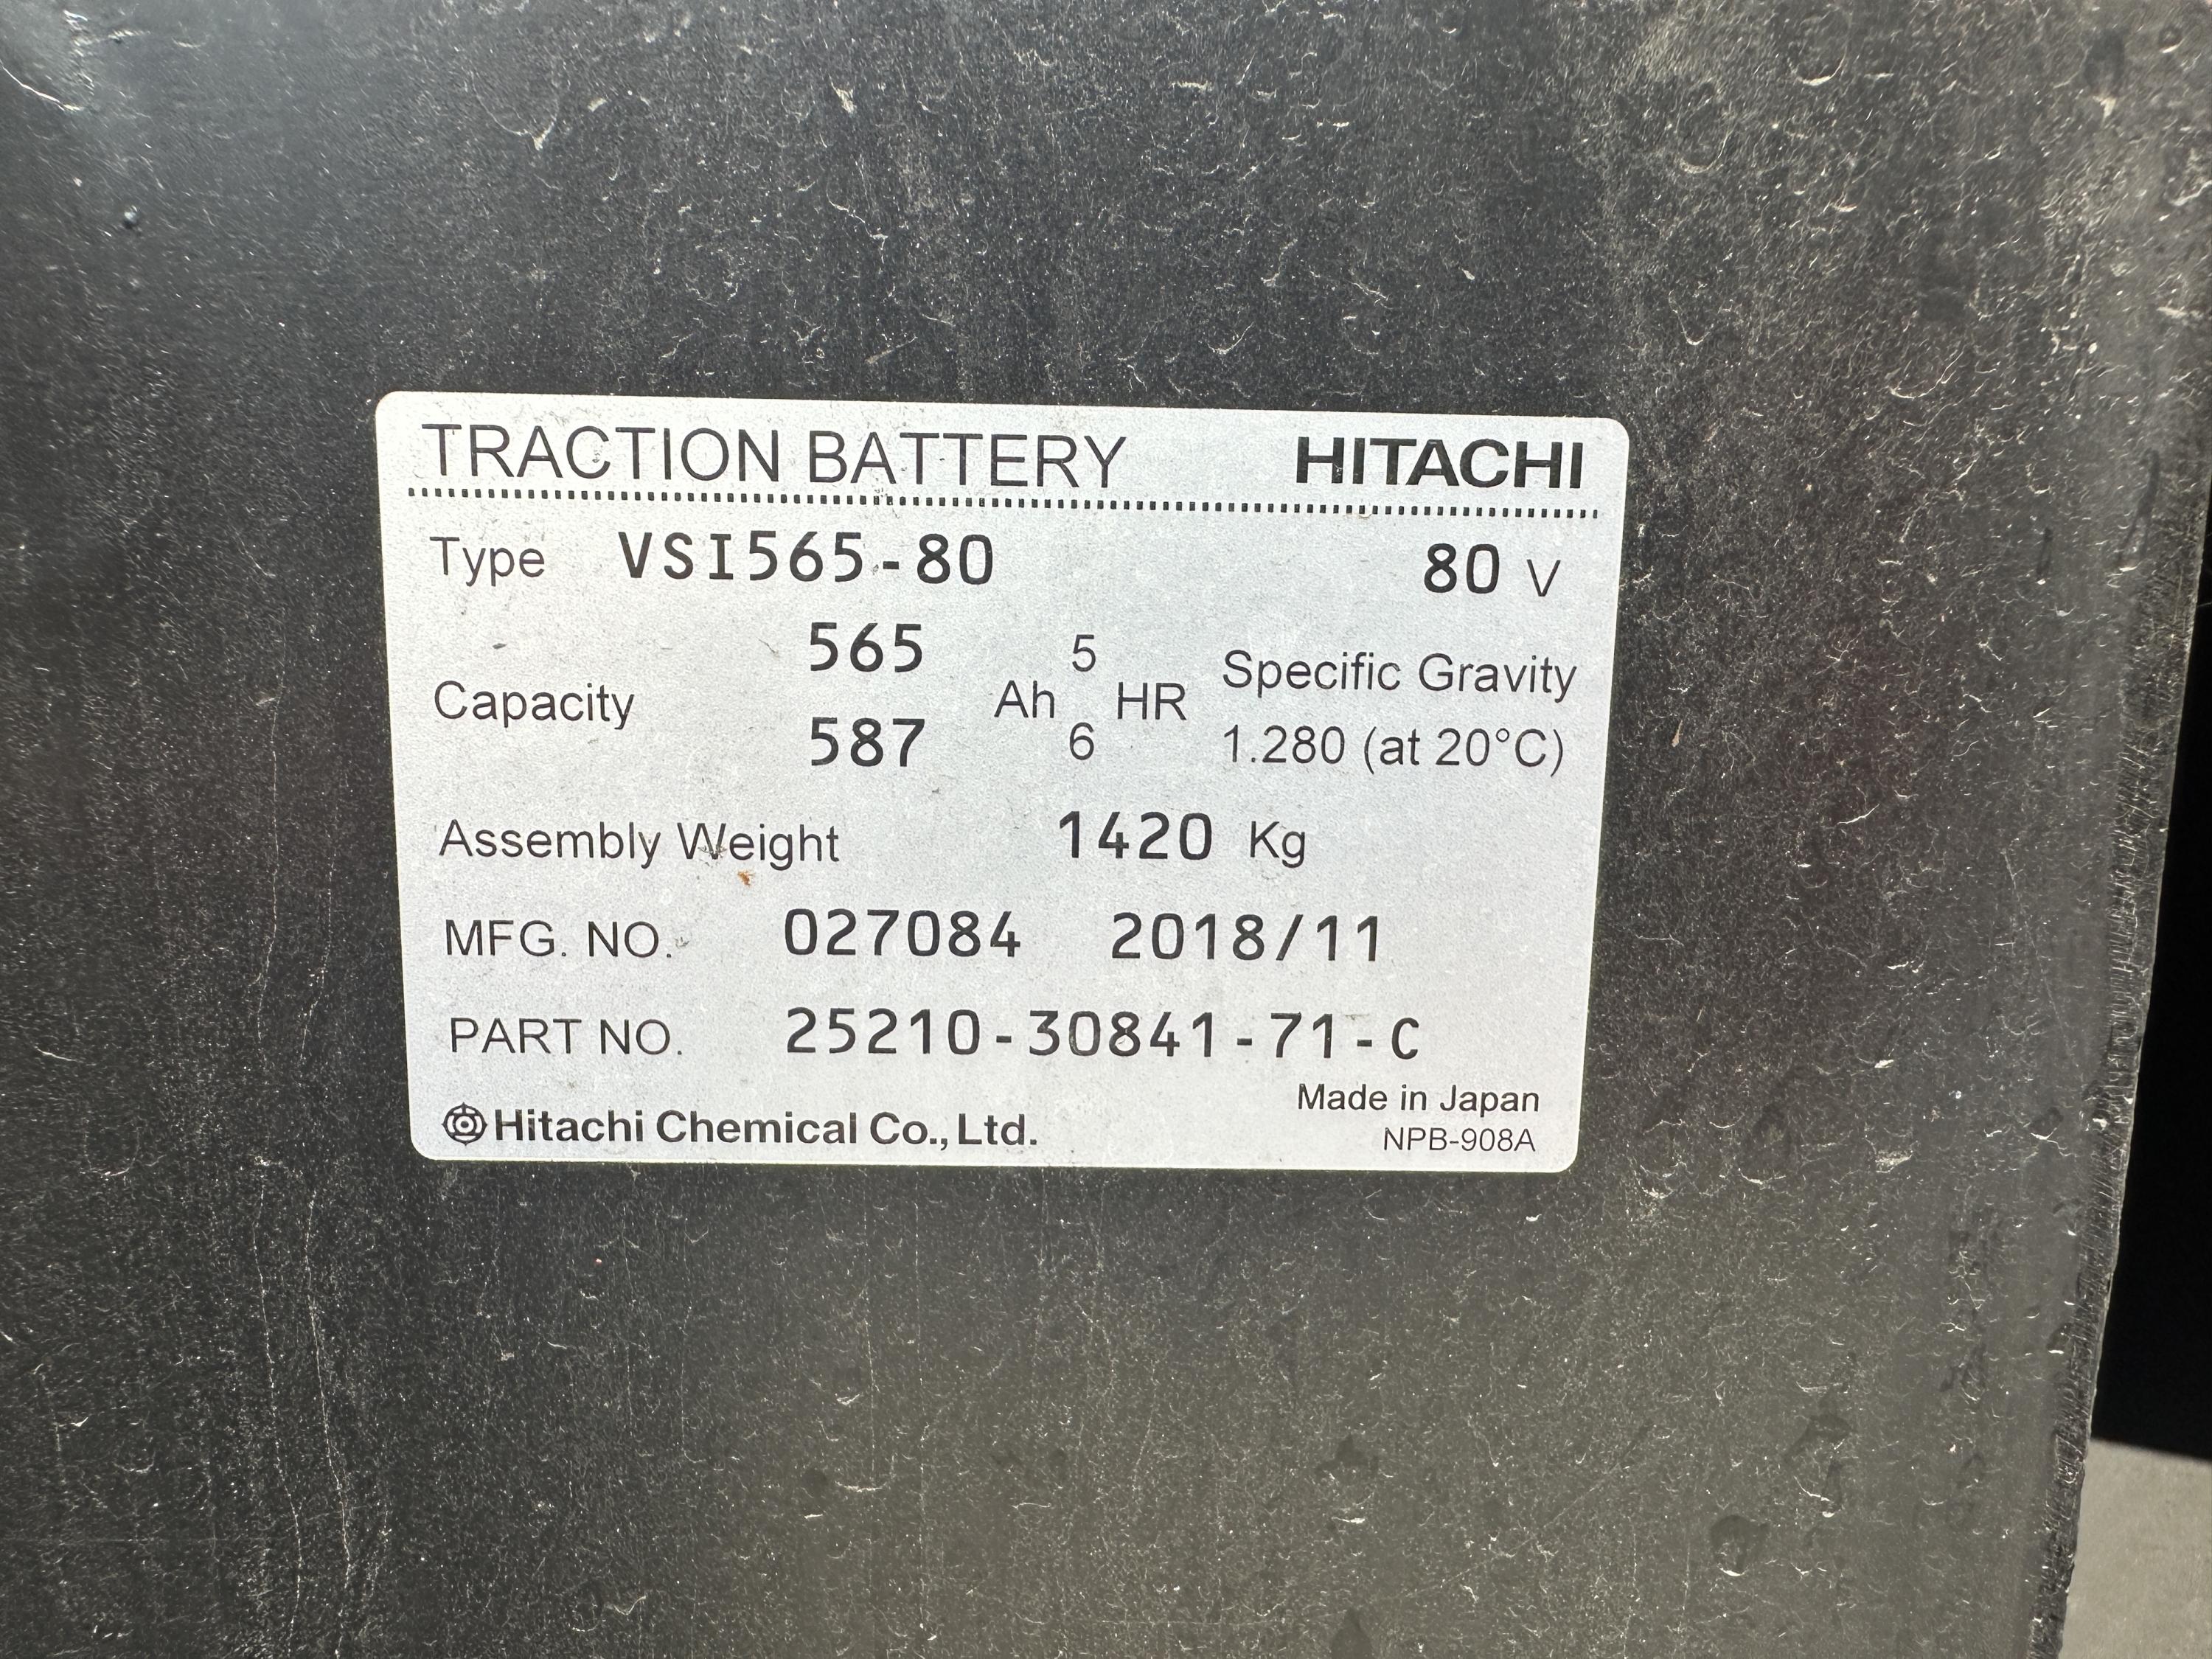 TRACTION BATTERY HITACHI
Type VSI565-80 80 V
Capacity 565 Ah 5 HR Specific Gravity
587 6 1.280 (at 20°C)
Assembly Weight 1420 Kg
MFG. NO. 027084 2018/11
PART NO. 25210-30841-71-C
Made in Japan
Hitachi Chemical Co., Ltd. NPB-908A